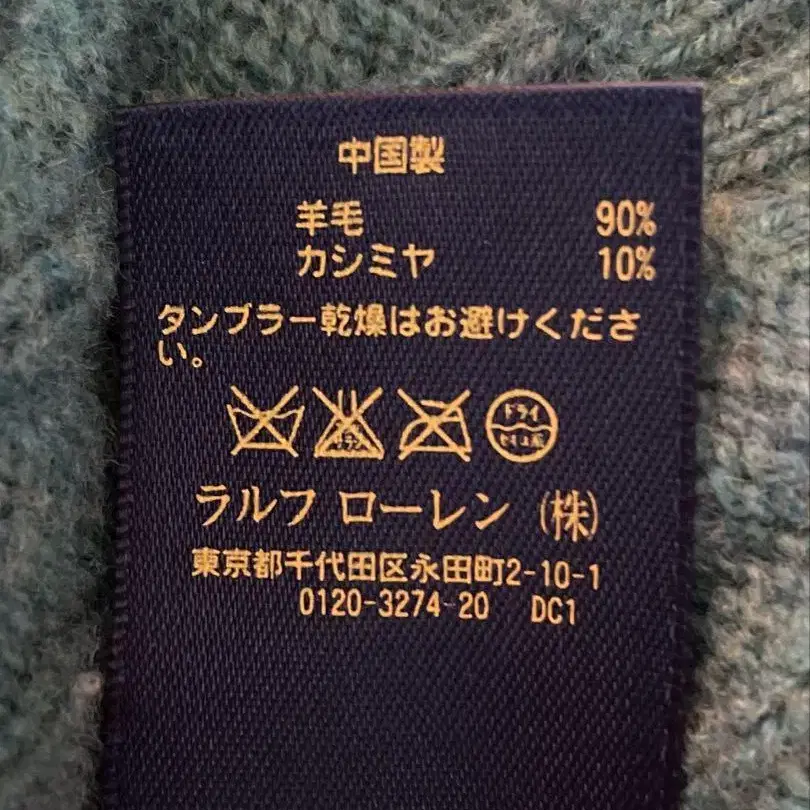 中国製
羊毛 90%
カシミヤ 10%
タンブラー乾燥はお避けくださ
い。
ドライ
ラルフ ローレン (株)
東京都千代田区永田町2-10-1
0120-3274-20 DC1